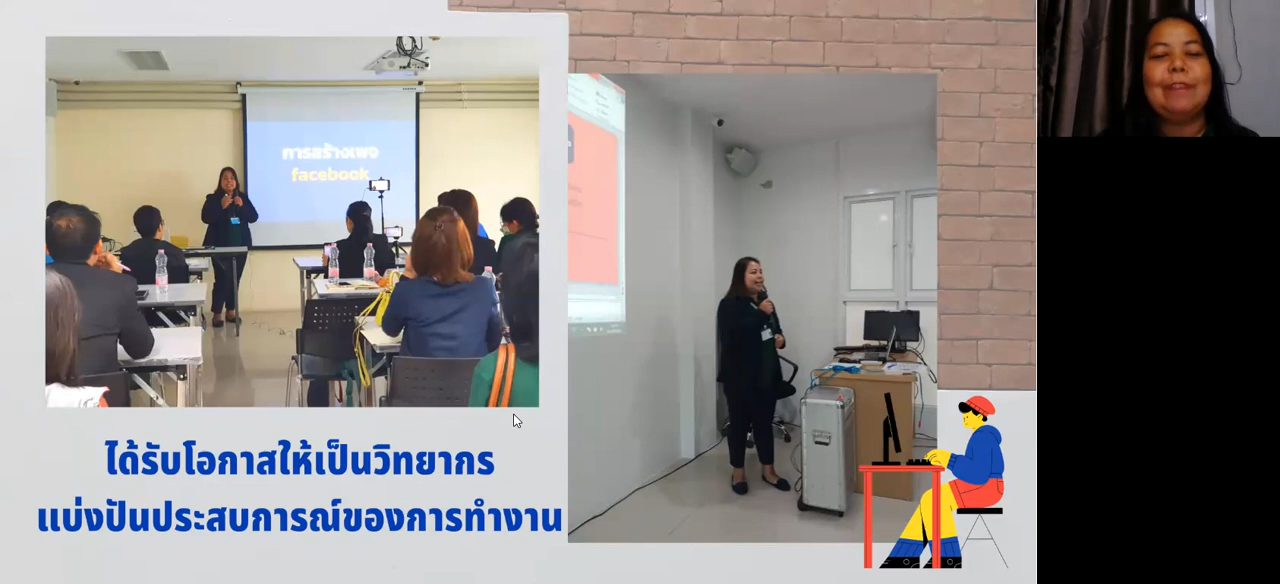 การสร้างเพจ
facebook
ได้รับโอกาสให้เป็นวิทยากร
แบ่งปันประสบการณ์ของการทำงาน